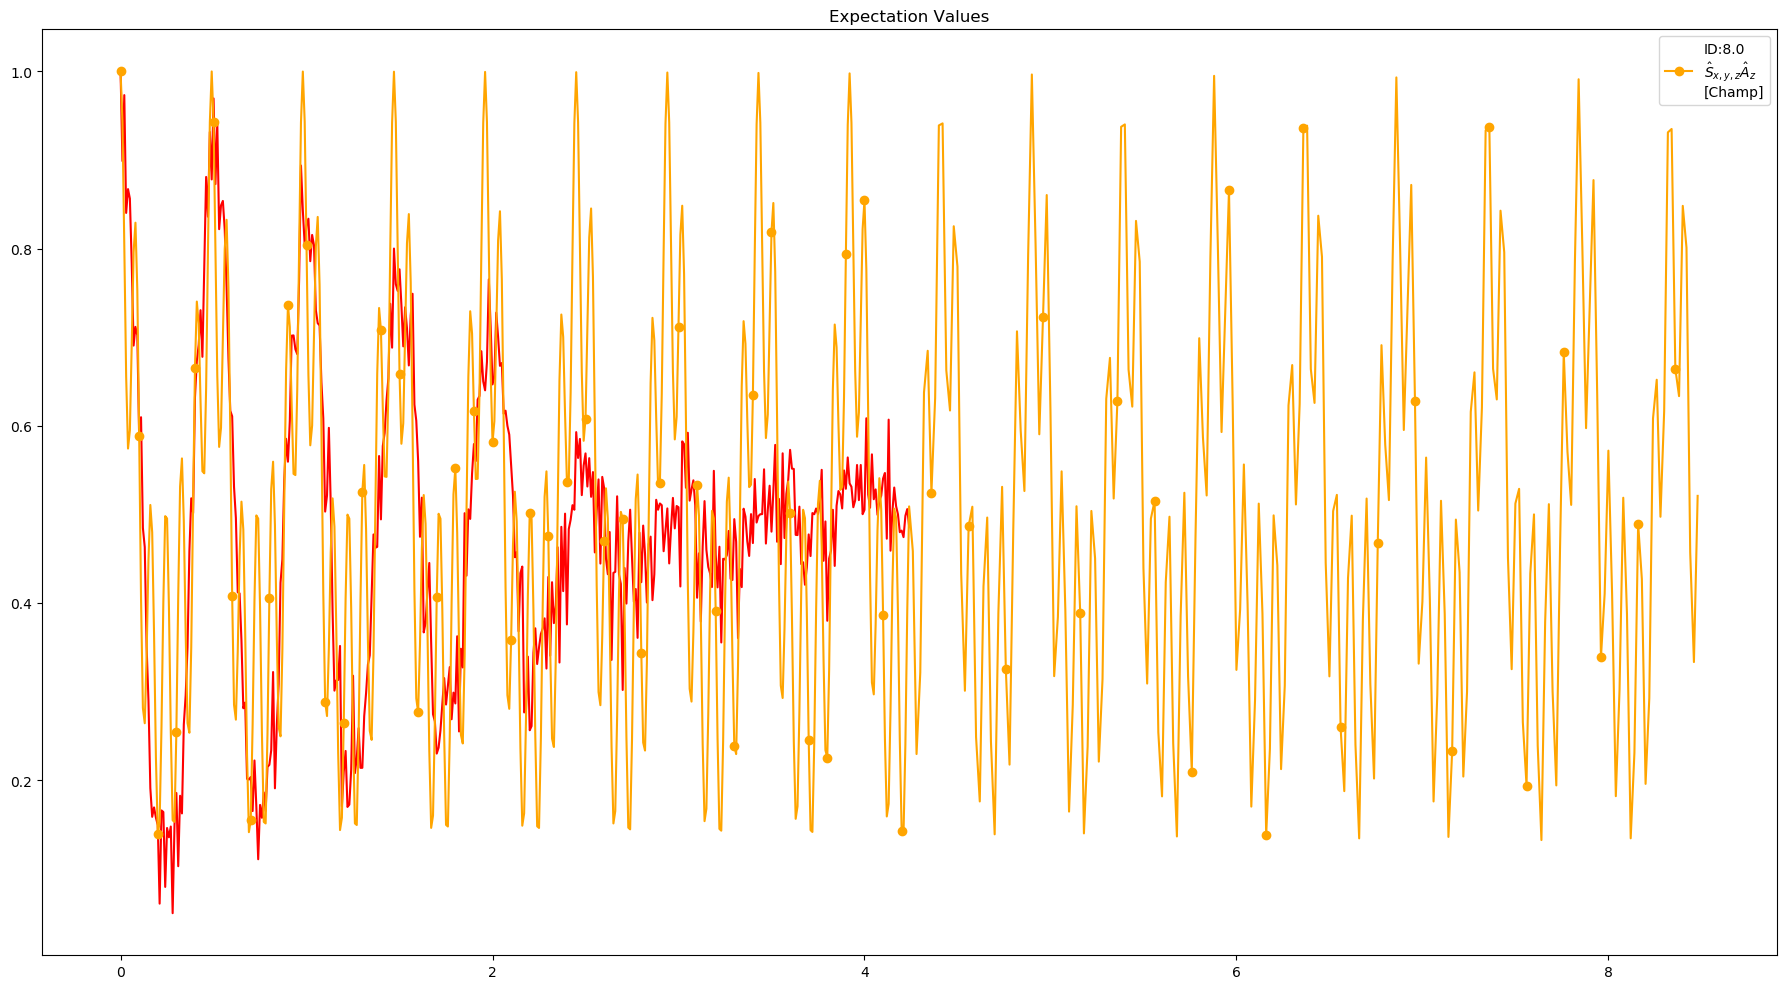 Expectation Values
ID:8.0
$\hat{S}_{x,y,z}\hat{A}_z$
[Champ]
1.0
0.8
0.6
0.4
0.2
0 2 4 6 8